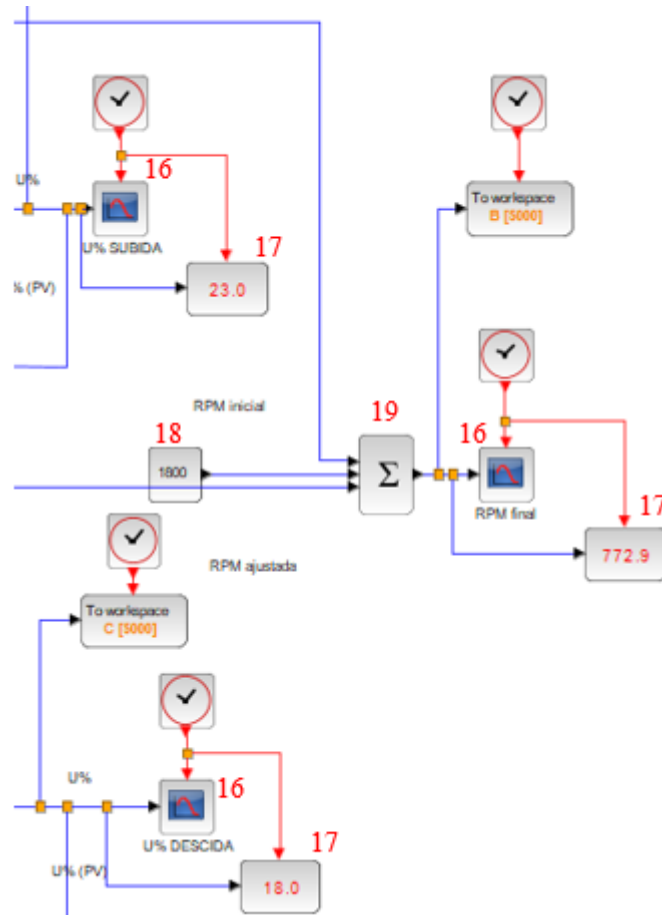 16
U%
To workspace
B [5000]
U% SUBIDA
17
% (PV)
23.0
RPM inicial
19
18
16
1800
Σ
RPM final
17
772.9
RPM ajustada
To workspace
C [5000]
U%
16
U% DESCIDA
17
U% (PV)
18.0